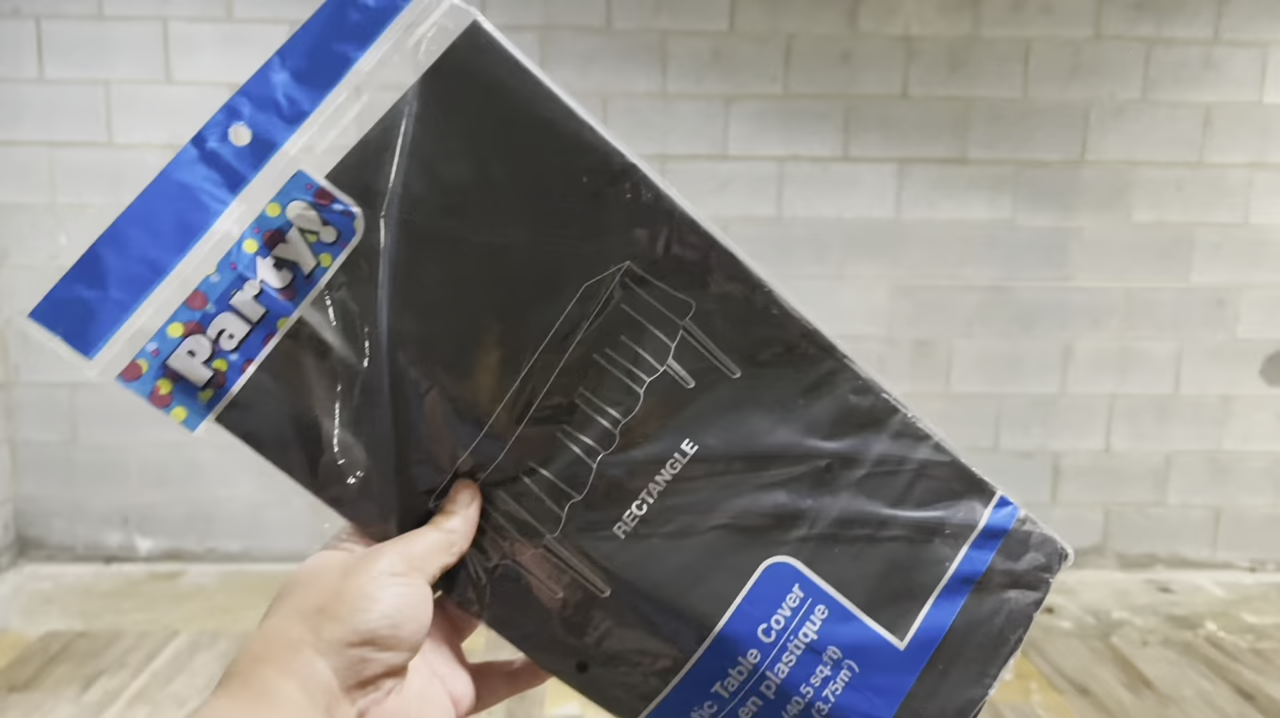 Party!
RECTANGLE
tic Table Cover
en plastique
(40.5 sq.ft)
(3.75m²)